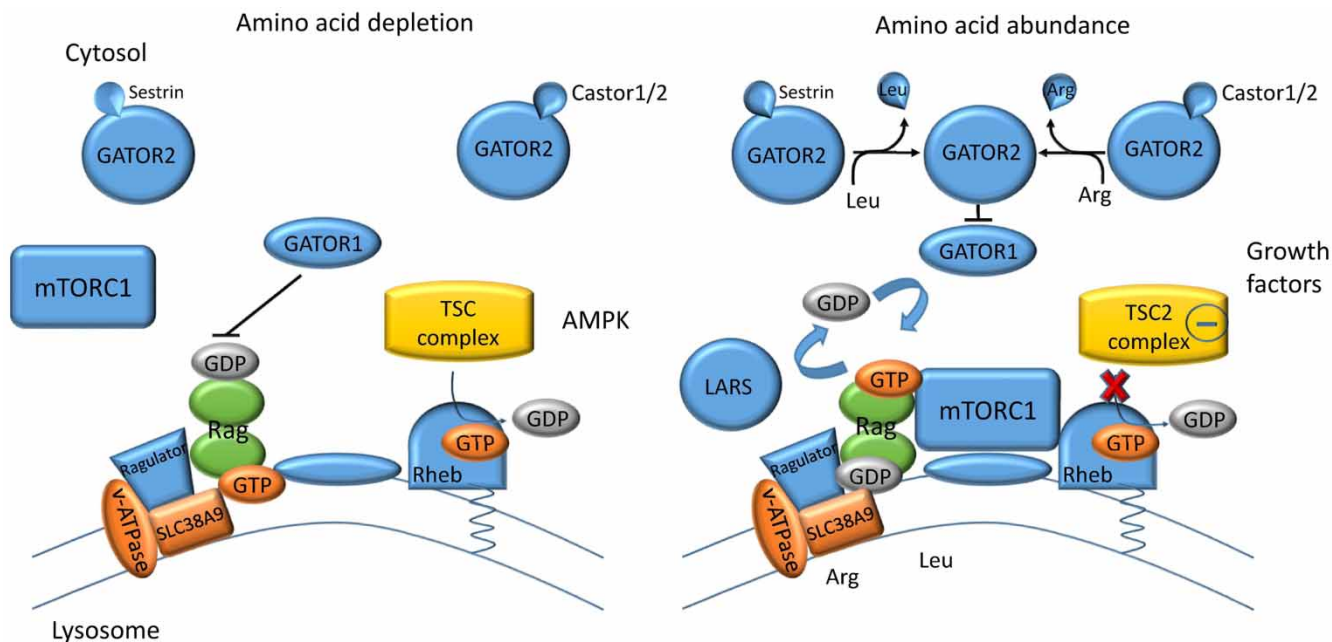 Amino acid depletion
Cytosol
Sestrin
GATOR2
Castor1/2
GATOR2
GATOR1
mTORC1
TSC
complex
AMPK
GDP
Rag
GDP
GTP
Ragulator
GTP
Rheb
v-ATPase
SLC38A9
Lysosome
Amino acid abundance
Sestrin
Leu
Arg
Castor1/2
GATOR2
GATOR2
GATOR2
Leu
Arg
GATOR1
Growth
factors
GDP
TSC2
complex
LARS
GTP
mTORC1
Rag
GDP
GTP
Ragulator
GDP
Rheb
v-ATPase
SLC38A9
Arg
Leu